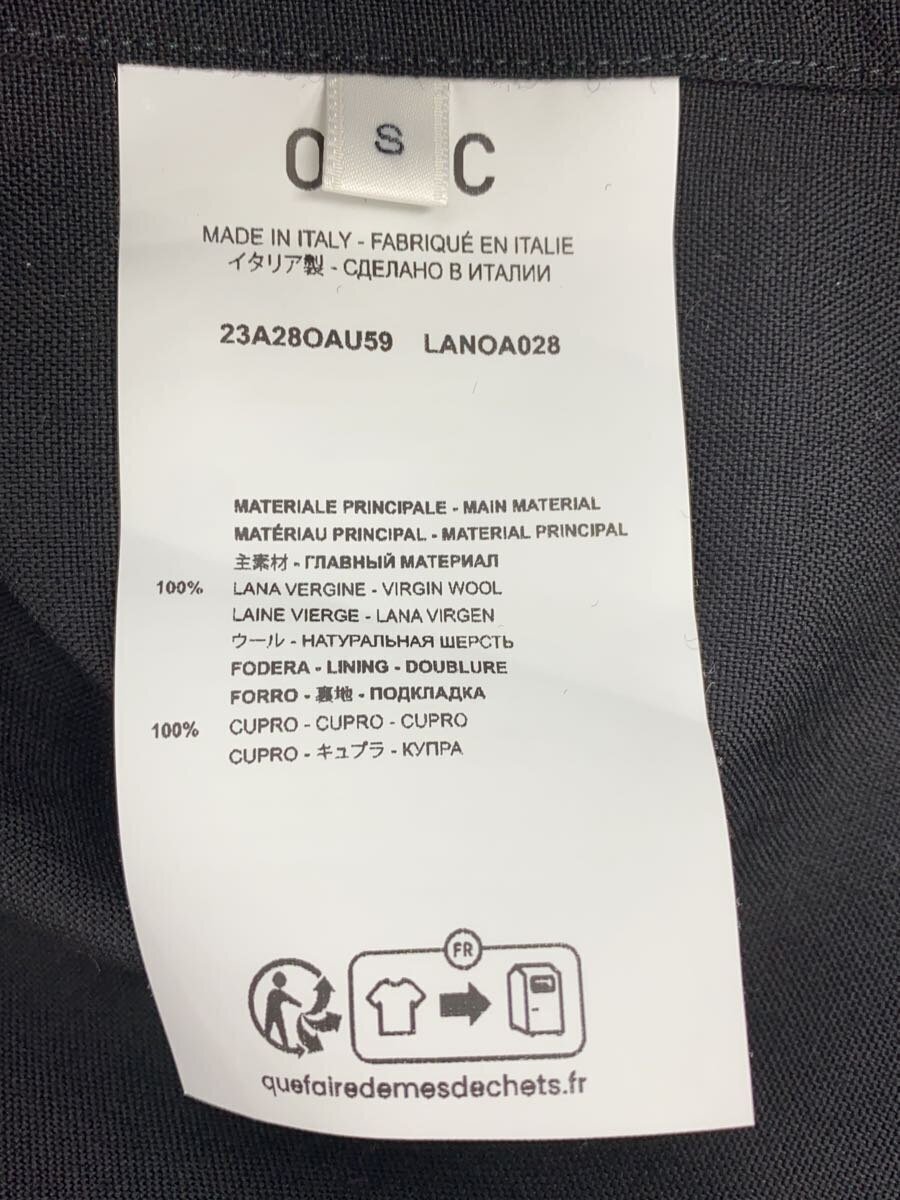 S
O C
MADE IN ITALY - FABRIQUÉ EN ITALIE
イタリア製 - СДЕЛАНО В ИТАЛИИ
23A28OAU59 LANOA028
MATERIALE PRINCIPALE - MAIN MATERIAL
MATÉRIAU PRINCIPAL - MATERIAL PRINCIPAL
主素材 - ГЛАВНЫЙ МАТЕРИАЛ
100% LANA VERGINE - VIRGIN WOOL
LAINE VIERGE - LANA VIRGEN
ウール - НАТУРАЛЬНАЯ ШЕРСТЬ
FODERA - LINING - DOUBLURE
FORRO - 裏地 - ПОДКЛАДКА
100% CUPRO - CUPRO - CUPRO
CUPRO - キュプラ - КУПРА
FR
quefairedemesdechets.fr